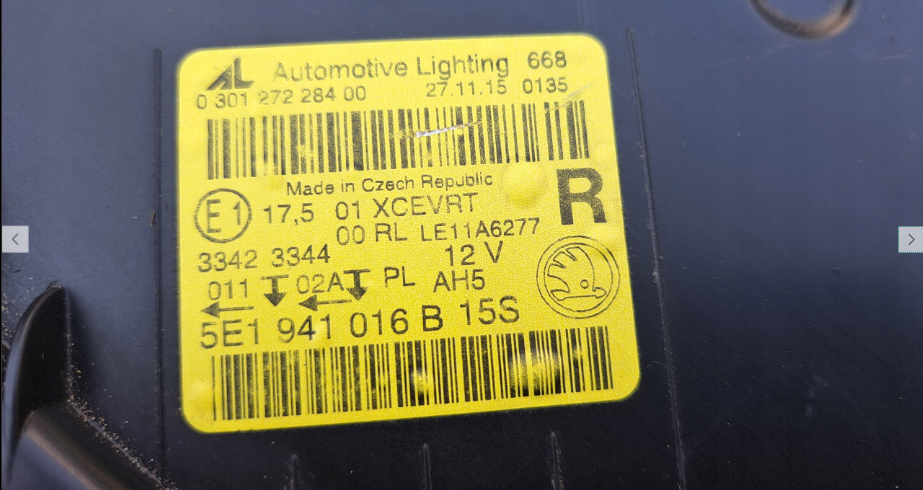 AL Automotive Lighting 668
0 301 272 284 00 27.11.15 0135
Made in Czech Republic
R
E1 17,5 01 XCEVRT
00 RL LE11A6277
3342 3344 12 V
011 02A PL AH5
5E1 941 016 B 15S